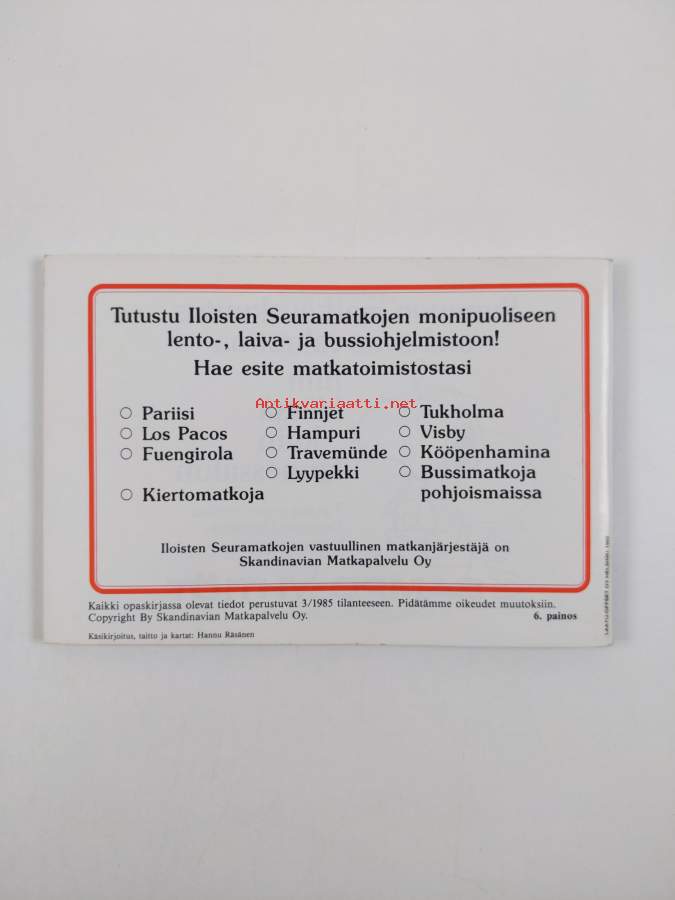 Tutustu Iloisten Seuramatkojen monipuoliseen
lento-, laiva- ja bussiohjelmistoon!
Hae esite matkatoimistostasi
Antikvariaatti.net
Pariisi
Los Pacos
Fuengirola
Kiertomatkoja
Finnjet
Hampuri
Travemünde
Lyypekki
Tukholma
Visby
Kööpenhamina
Bussimatkoja
pohjoismaissa
Iloisten Seuramatkojen vastuullinen matkanjärjestäjä on
Skandinavian Matkapalvelu Oy
Kaikki opaskirjassa olevat tiedot perustuvat 3/1985 tilanteeseen. Pidätämme oikeudet muutoksiin.
Copyright By Skandinavian Matkapalvelu Oy.
6. painos
Käsikirjoitus, taitto ja kartat: Hannu Räsänen